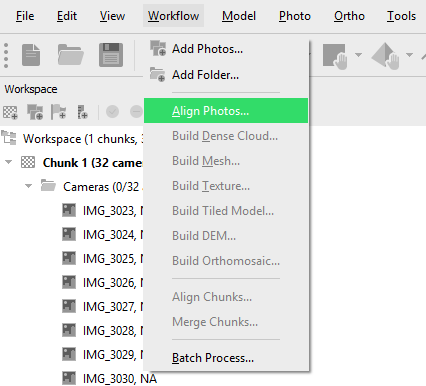 File Edit View Workflow Model Photo Ortho Tools
Add Photos...
Add Folder...
Workspace
Align Photos...
Workspace (1 chunks, 3
Build Dense Cloud...
Chunk 1 (32 came
Build Mesh...
Cameras (0/32
Build Texture...
IMG_3023, N
Build Tiled Model...
IMG_3024, N
Build DEM...
IMG_3025, N
Build Orthomosaic...
IMG_3026, N
Align Chunks...
IMG_3027, N
Merge Chunks...
IMG_3028, N
IMG_3029, N
Batch Process...
IMG_3030, NA